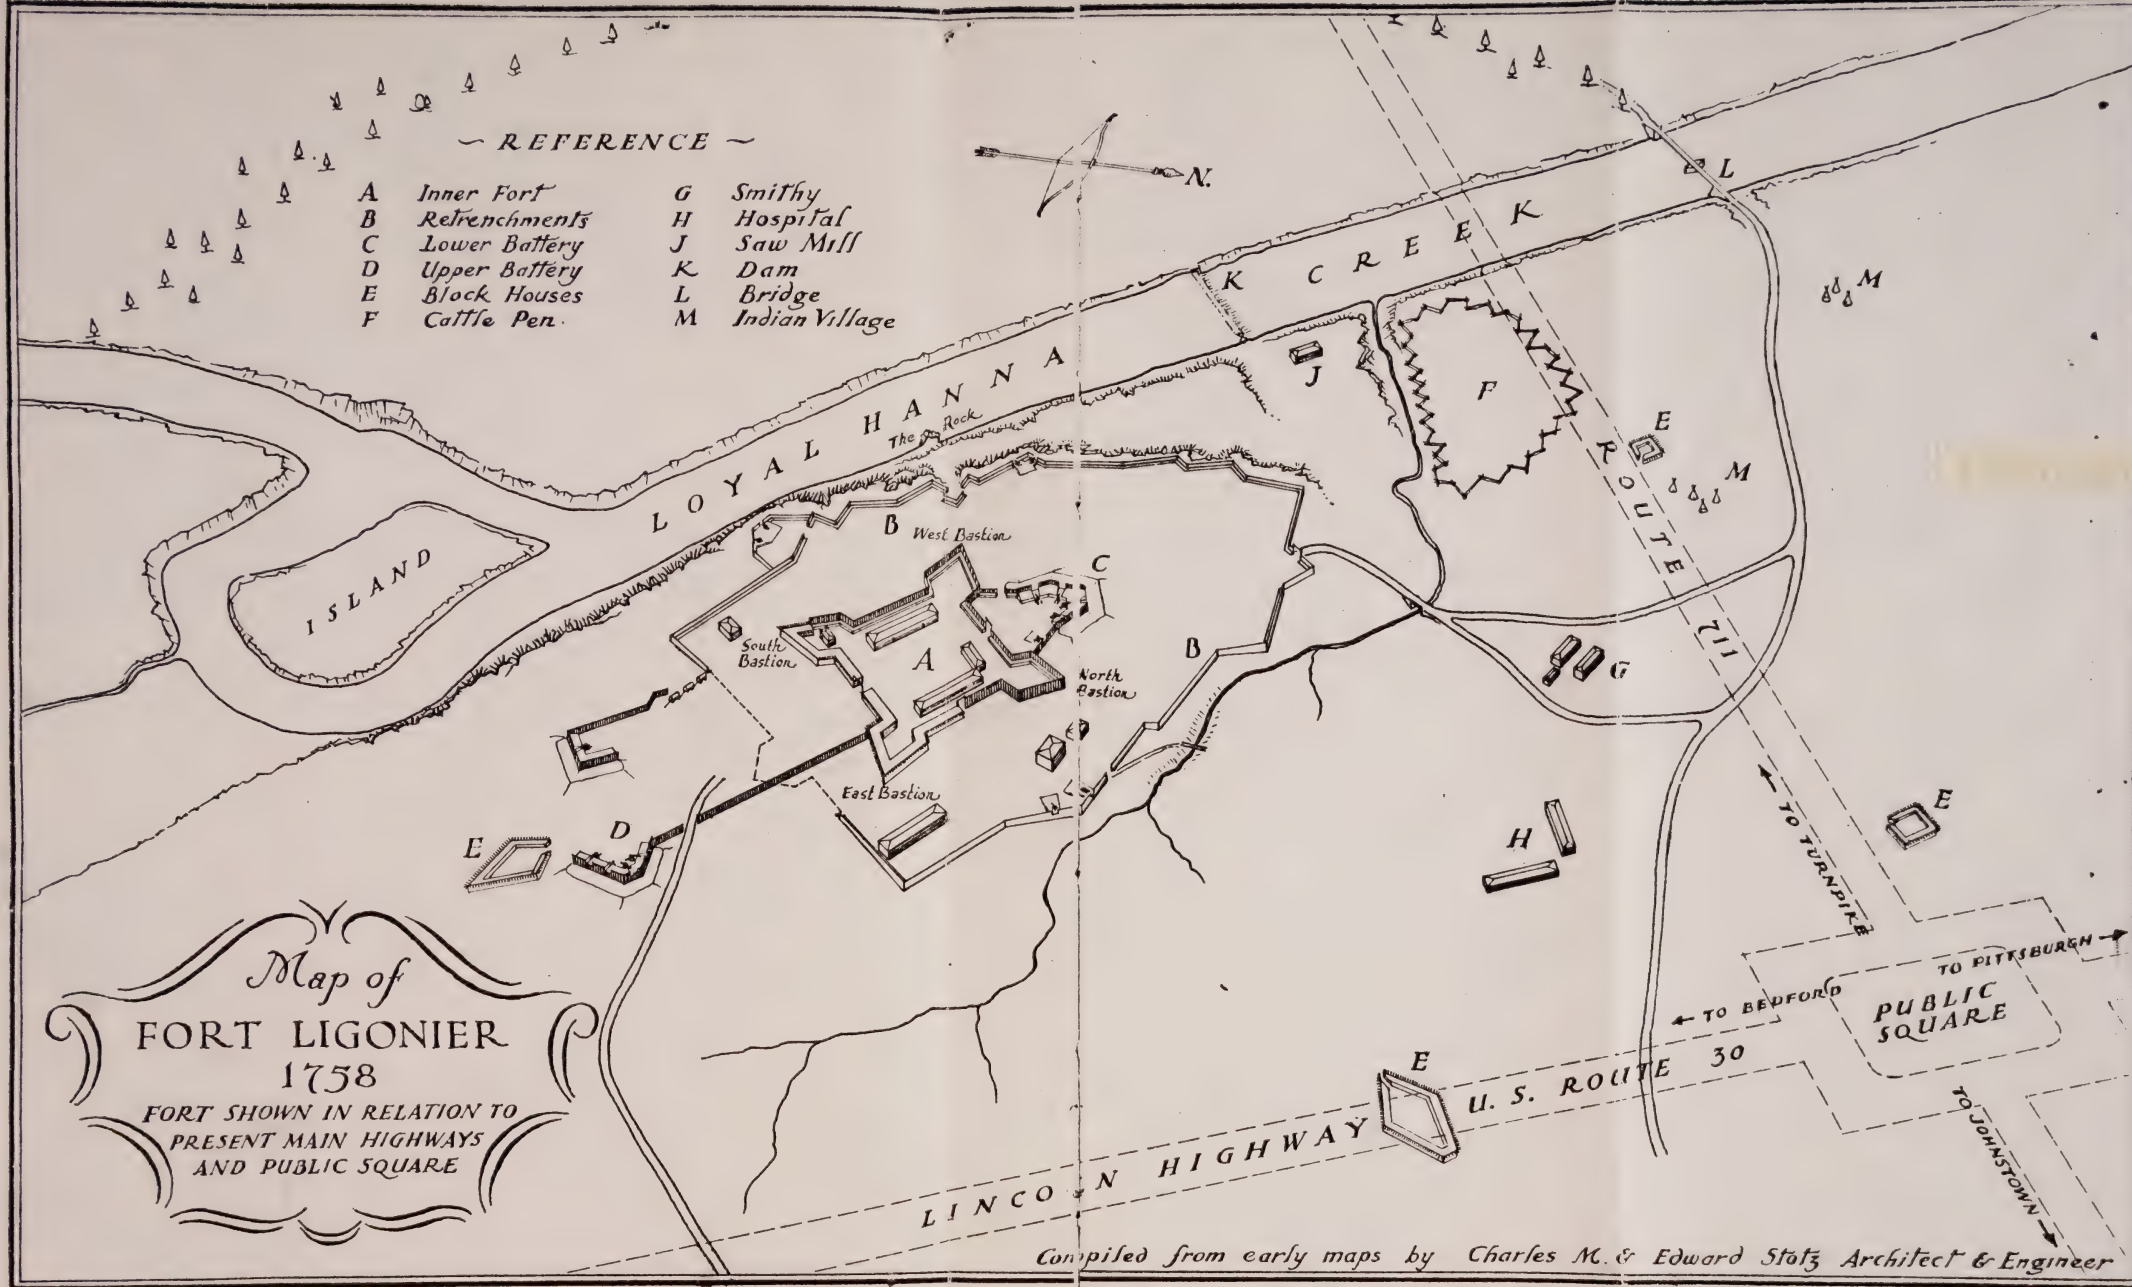 ~ REFERENCE ~
A Inner Fort
B Retrenchments
C Lower Battery
D Upper Battery
E Block Houses
F Cattle Pen.
G Smithy
H Hospital
J Saw Mill
K Dam
L Bridge
M Indian Village
N.
L
M
K
CREEK
LOYAL HANNA
The Rock
J
F
E
M
ROUTE 711
ISLAND
B
West Bastion
C
South
Bastion
A
B
North
Bastion
G
East Bastion
E
D
H
E
TO TURNPIKE
TO PITTSBURGH
TO BEDFORD
PUBLIC
SQUARE
E
U. S. ROUTE 30
LINCOLN HIGHWAY
TO JOHNSTOWN
Map of
FORT LIGONIER
1758
FORT SHOWN IN RELATION TO
PRESENT MAIN HIGHWAYS
AND PUBLIC SQUARE
Compiled from early maps by Charles M. & Edward Stotz Architect & Engineer